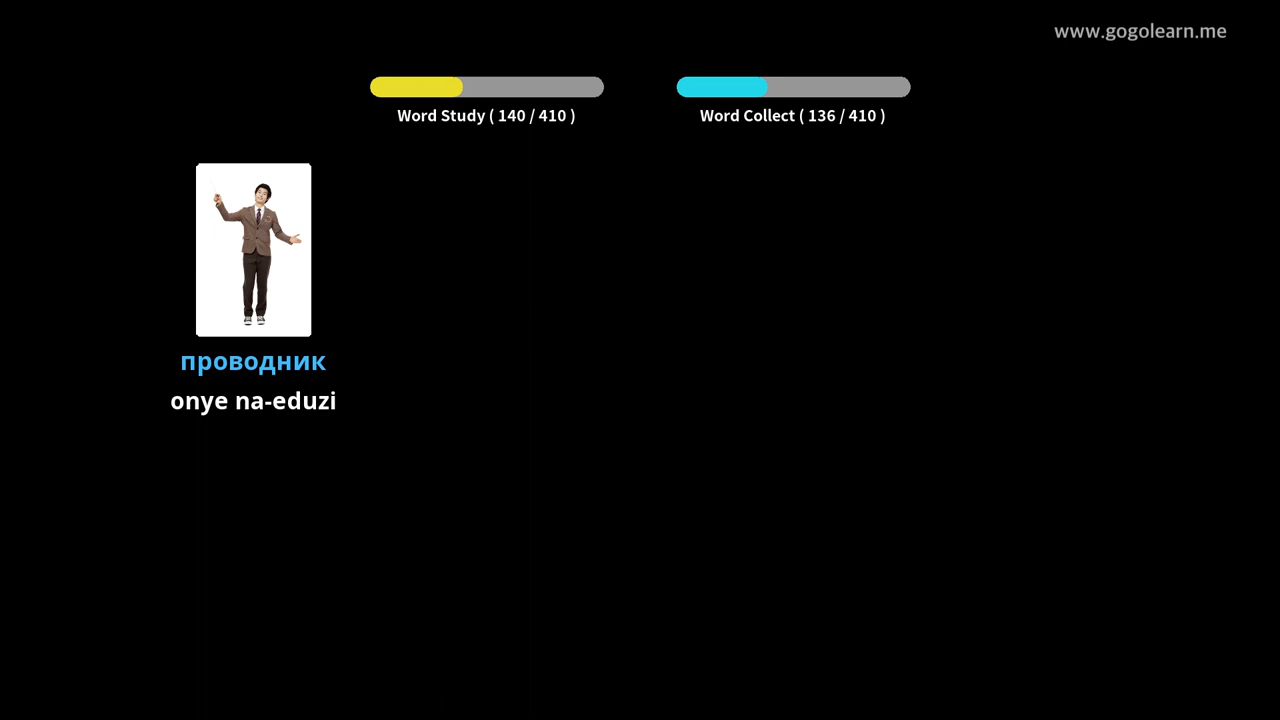 www.gogolearn.me
Word Study ( 140 / 410 )
Word Collect ( 136 / 410 )
проводник
onye na-eduzi